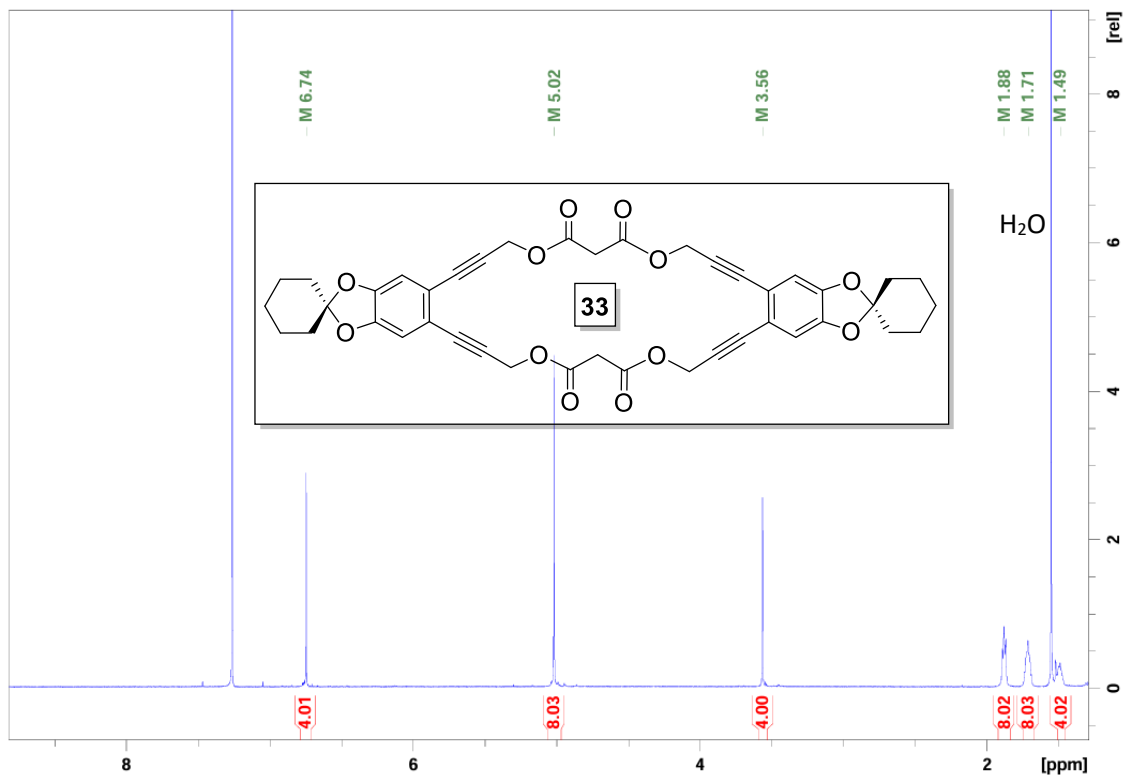 [rel]
M 6.74
M 5.02
M 3.56
M 1.88
M 1.71
M 1.49
8
6
4
2
0
H₂O
O O
O O
O O
O O
33
O O
O O
4.01
8.03
4.00
8.02
8.03
4.02
8 6 4 2 [ppm]